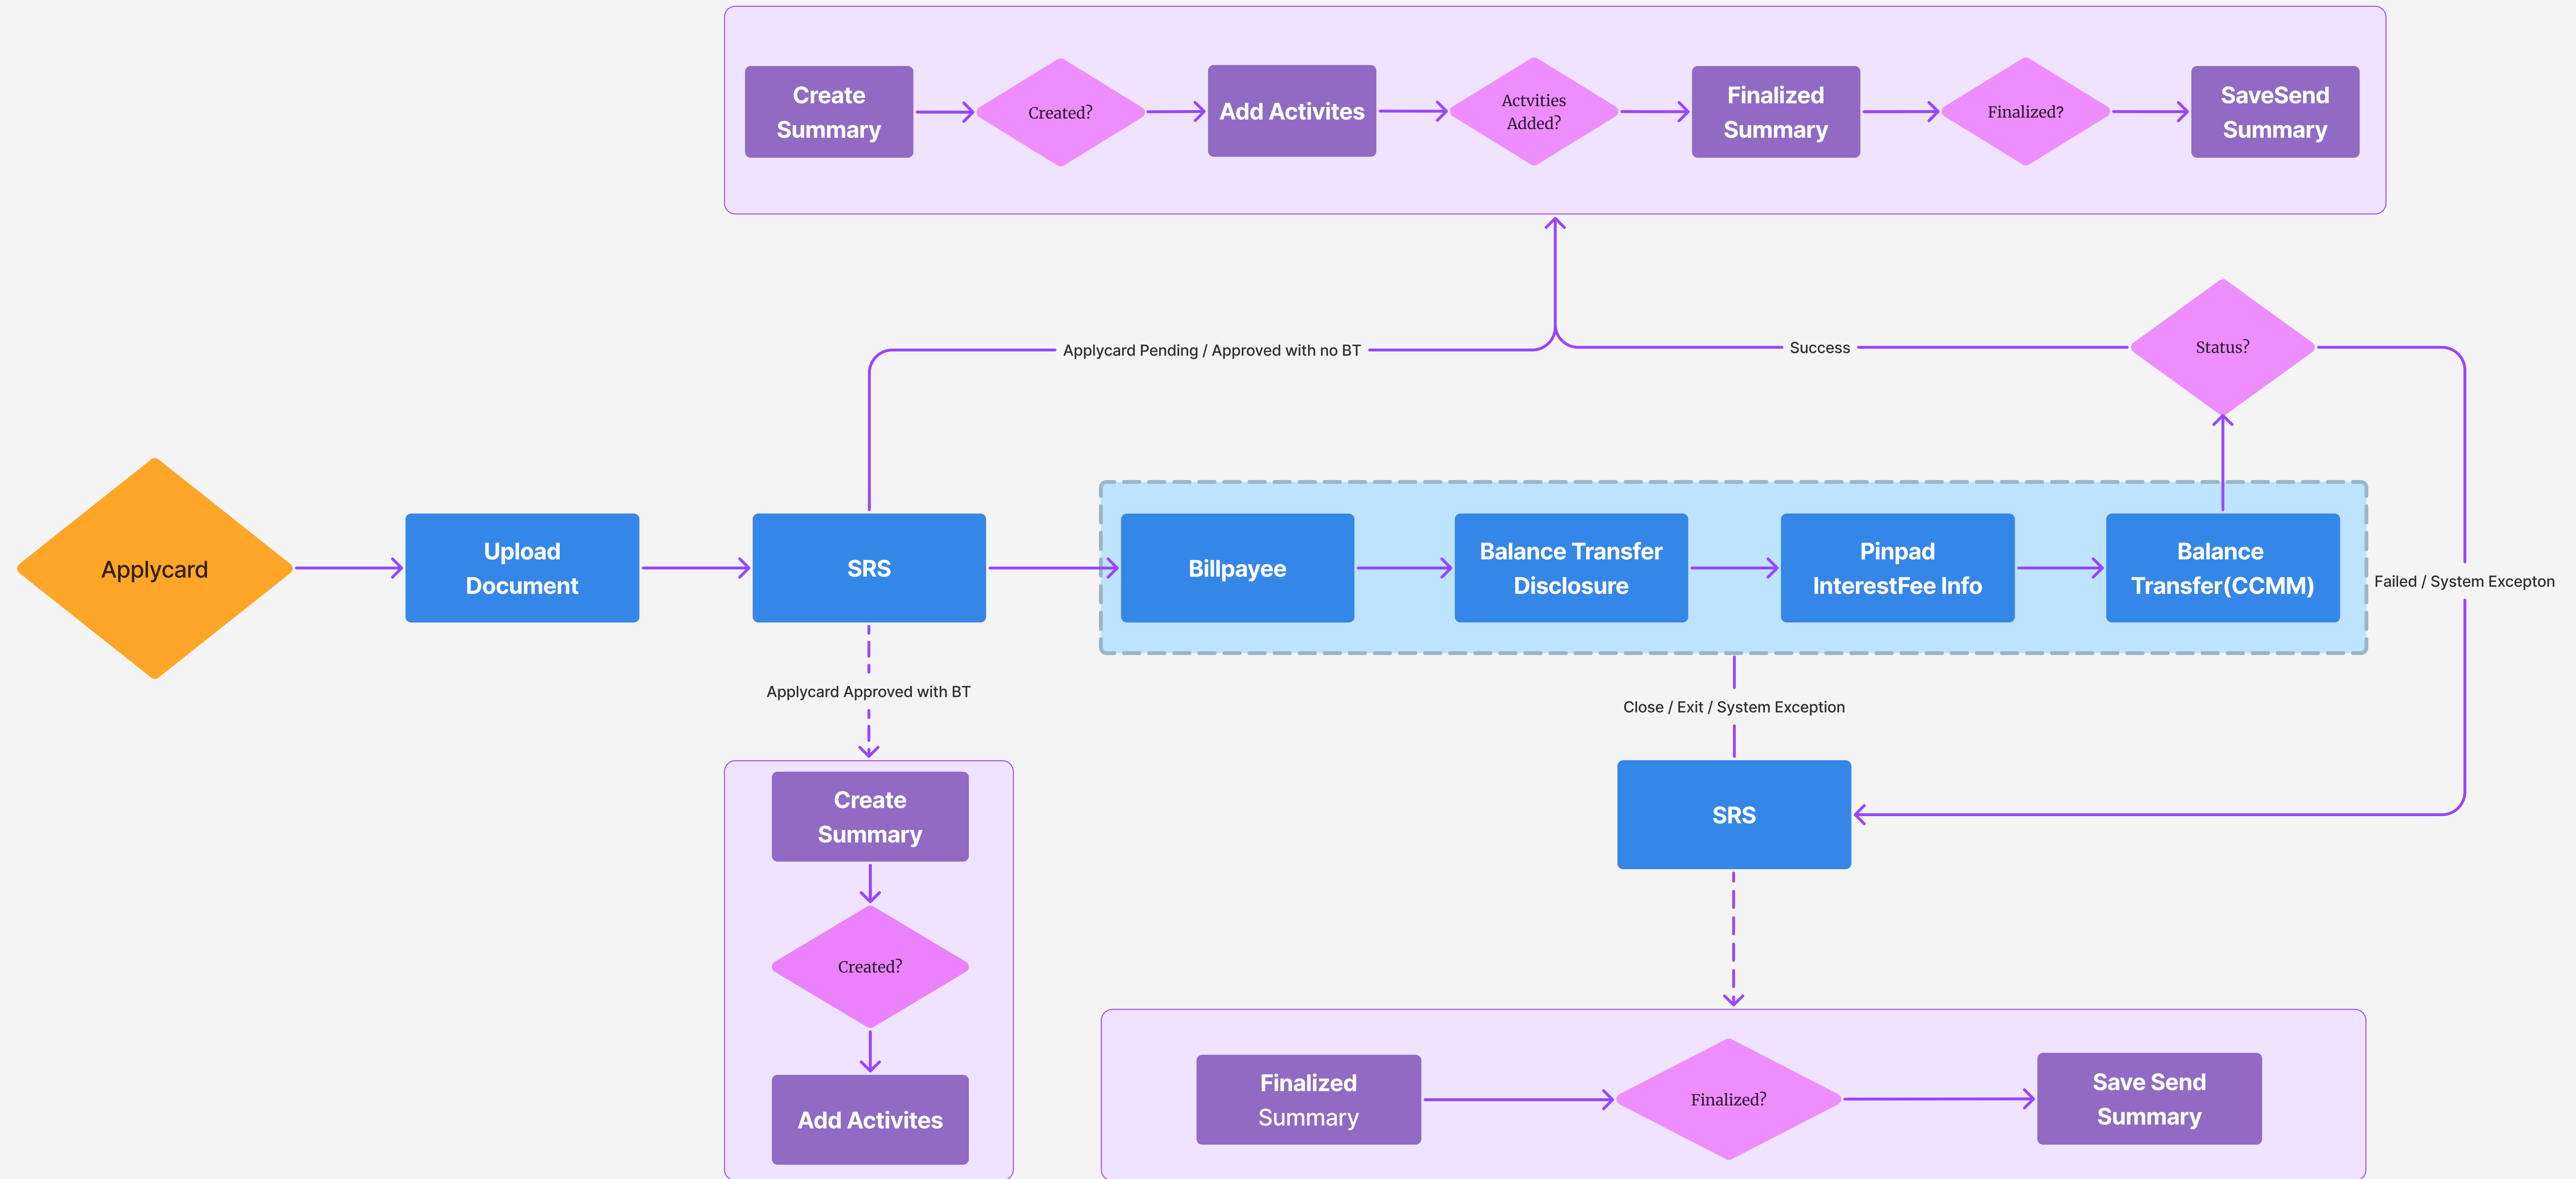 Create
Summary
Created?
Add Activites
Actvities
Added?
Finalized
Summary
Finalized?
SaveSend
Summary
Applycard Pending / Approved with no BT
Success
Status?
Applycard
Upload
Document
SRS
Billpayee
Balance Transfer
Disclosure
Pinpad
InterestFee Info
Balance
Transfer(CCMM)
Failed / System Excepton
Applycard Approved with BT
Close / Exit / System Exception
Create
Summary
Created?
Add Activites
SRS
Finalized
Summary
Finalized?
Save Send
Summary